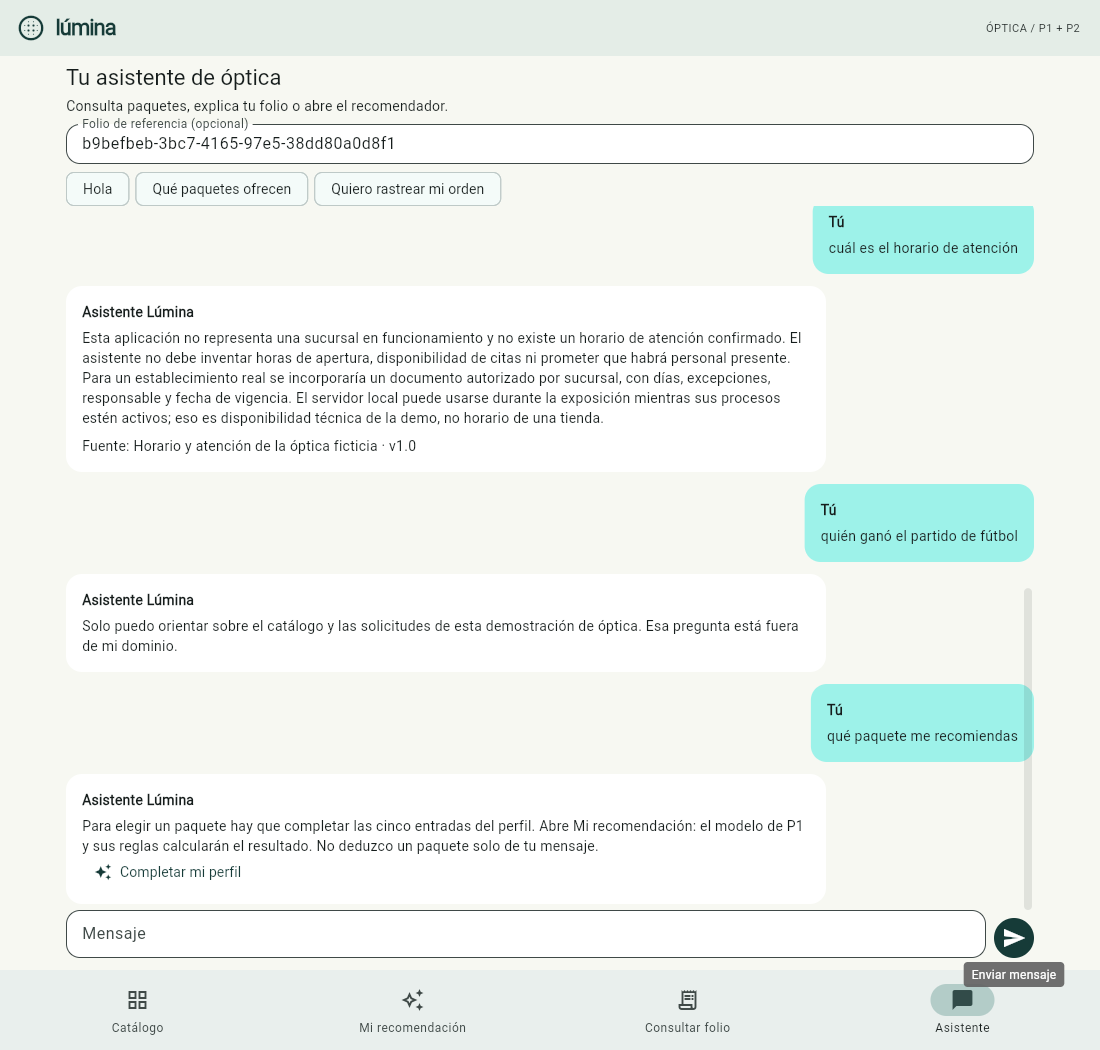 lúmina
ÓPTICA / P1 + P2
Tu asistente de óptica
Consulta paquetes, explica tu folio o abre el recomendador.
Folio de referencia (opcional)
b9befbeb-3bc7-4165-97e5-38dd80a0d8f1
Hola
Qué paquetes ofrecen
Quiero rastrear mi orden
Tú
cuál es el horario de atención
Asistente Lúmina
Esta aplicación no representa una sucursal en funcionamiento y no existe un horario de atención confirmado. El
asistente no debe inventar horas de apertura, disponibilidad de citas ni prometer que habrá personal presente.
Para un establecimiento real se incorporaría un documento autorizado por sucursal, con días, excepciones,
responsable y fecha de vigencia. El servidor local puede usarse durante la exposición mientras sus procesos
estén activos; eso es disponibilidad técnica de la demo, no horario de una tienda.
Fuente: Horario y atención de la óptica ficticia · v1.0
Tú
quién ganó el partido de fútbol
Asistente Lúmina
Solo puedo orientar sobre el catálogo y las solicitudes de esta demostración de óptica. Esa pregunta está fuera
de mi dominio.
Tú
qué paquete me recomiendas
Asistente Lúmina
Para elegir un paquete hay que completar las cinco entradas del perfil. Abre Mi recomendación: el modelo de P1
y sus reglas calcularán el resultado. No deduzco un paquete solo de tu mensaje.
Completar mi perfil
Mensaje
Enviar mensaje
Catálogo
Mi recomendación
Consultar folio
Asistente